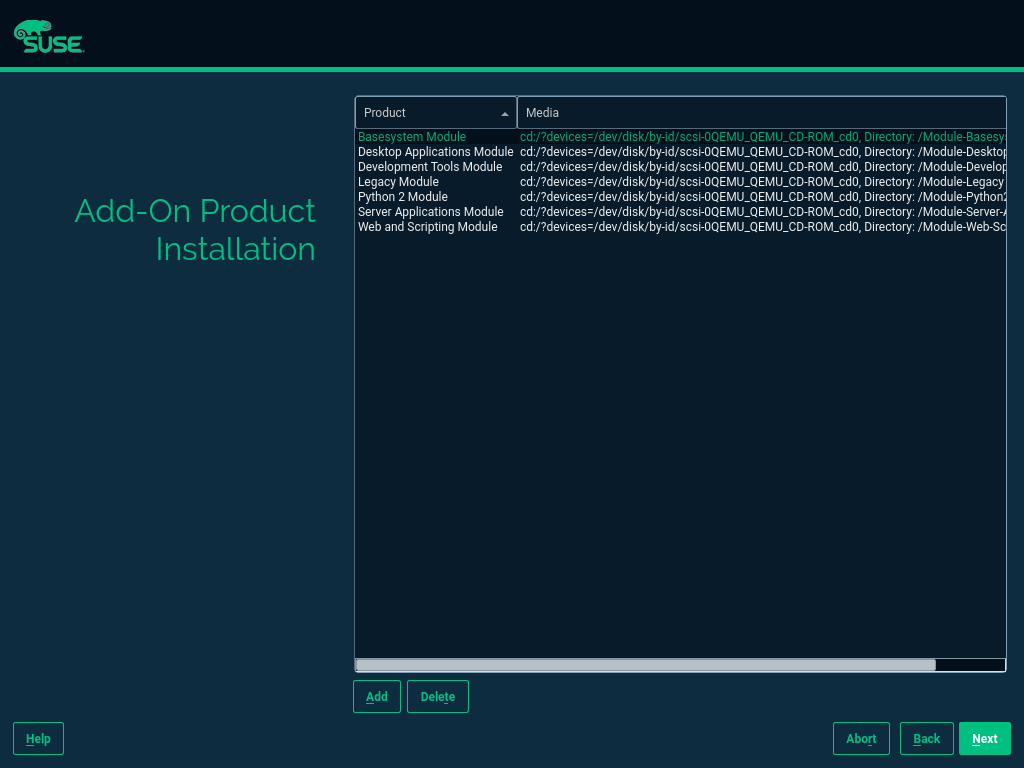 SUSE
Add-On Product
Installation
Product Media
Basesystem Module cd:/?devices=/dev/disk/by-id/scsi-0QEMU_QEMU_CD-ROM_cd0, Directory: /Module-Basesy
Desktop Applications Module cd:/?devices=/dev/disk/by-id/scsi-0QEMU_QEMU_CD-ROM_cd0, Directory: /Module-Desktop
Development Tools Module cd:/?devices=/dev/disk/by-id/scsi-0QEMU_QEMU_CD-ROM_cd0, Directory: /Module-Develop
Legacy Module cd:/?devices=/dev/disk/by-id/scsi-0QEMU_QEMU_CD-ROM_cd0, Directory: /Module-Legacy
Python 2 Module cd:/?devices=/dev/disk/by-id/scsi-0QEMU_QEMU_CD-ROM_cd0, Directory: /Module-Python2
Server Applications Module cd:/?devices=/dev/disk/by-id/scsi-0QEMU_QEMU_CD-ROM_cd0, Directory: /Module-Server-A
Web and Scripting Module cd:/?devices=/dev/disk/by-id/scsi-0QEMU_QEMU_CD-ROM_cd0, Directory: /Module-Web-Sc
Add Delete
Help Abort Back Next